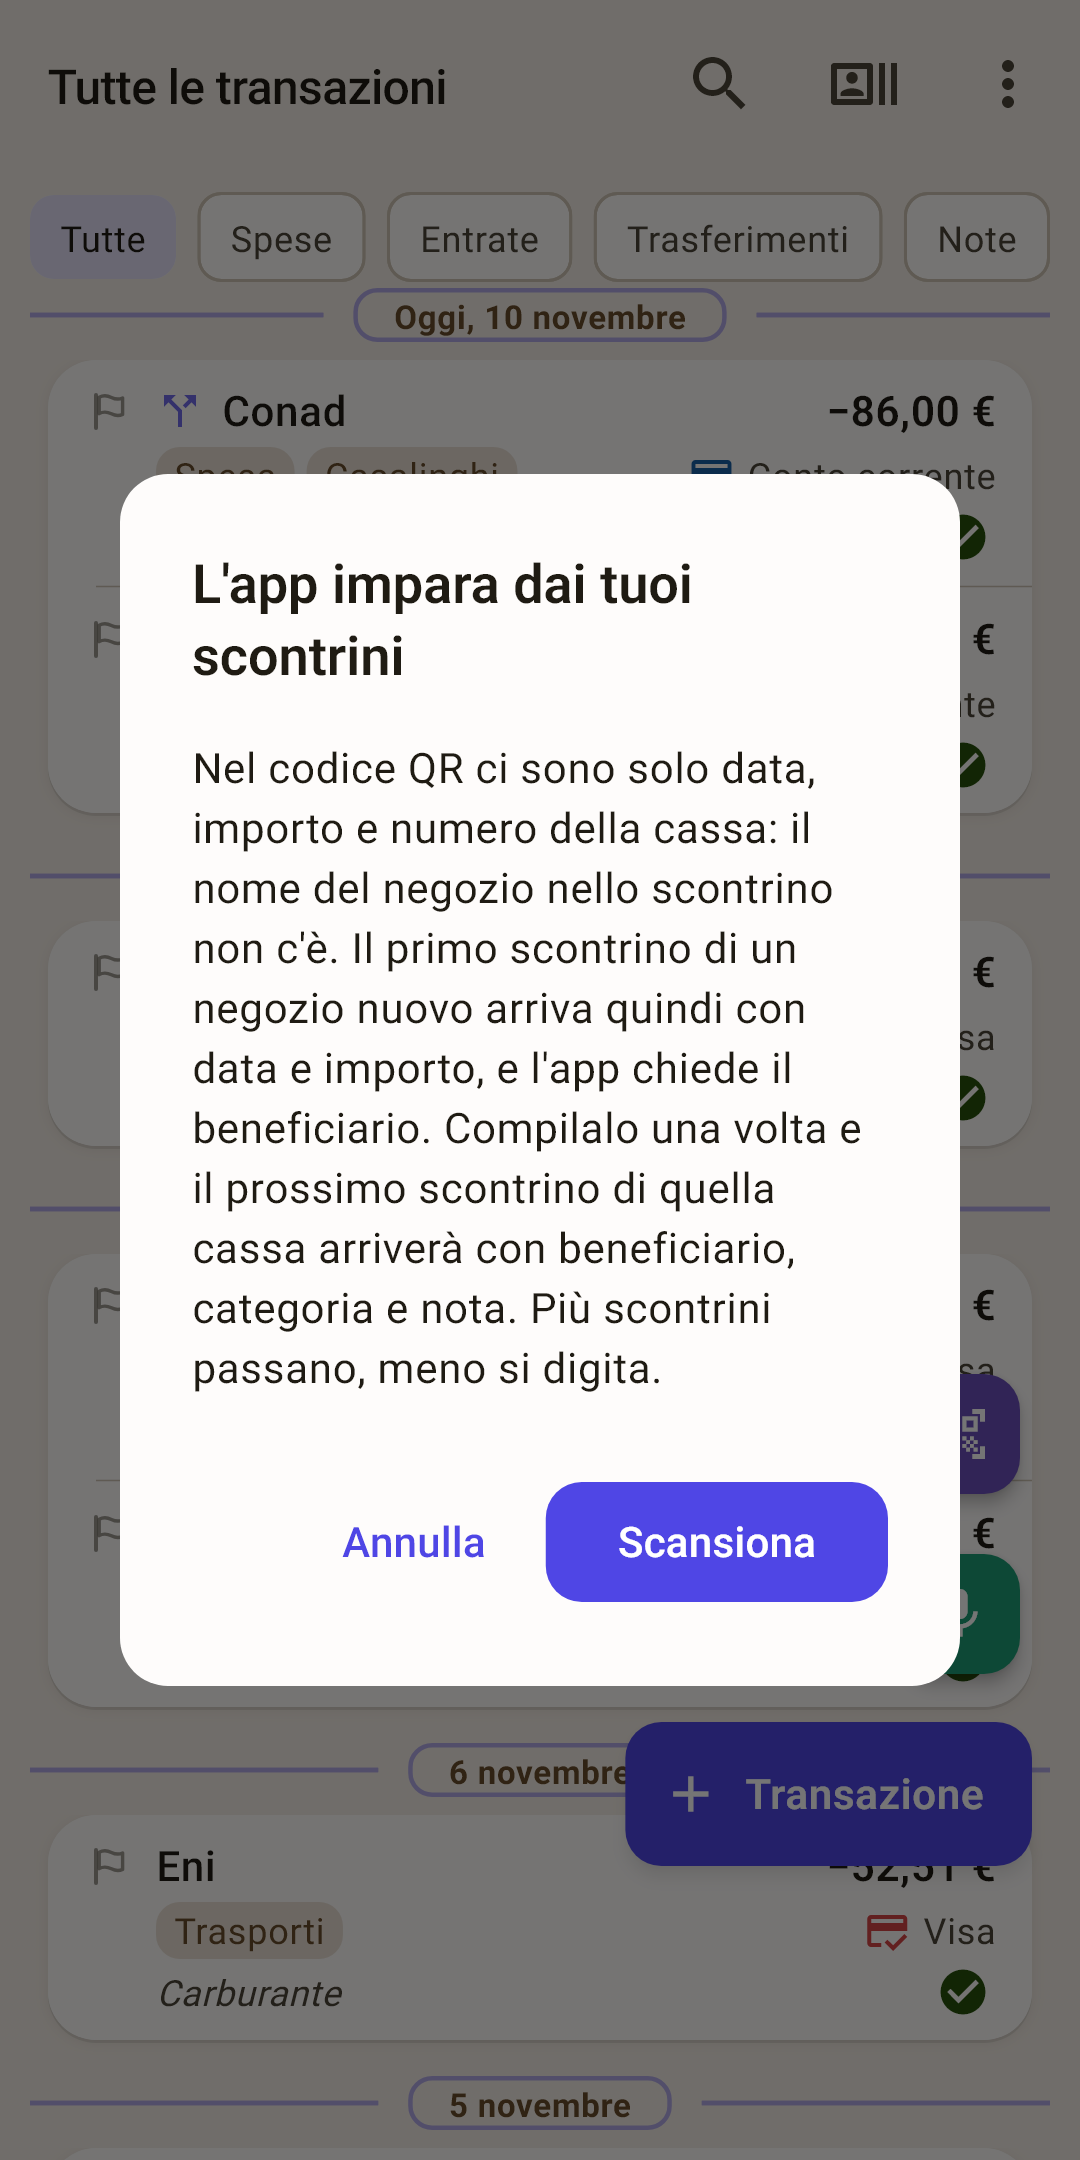 Tutte le transazioni
Tutte
Spese
Entrate
Trasferimenti
Note
Oggi, 10 novembre
Conad
−86,00 €
€
€
€
L'app impara dai tuoi
scontrini
Nel codice QR ci sono solo data,
importo e numero della cassa: il
nome del negozio nello scontrino
non c'è. Il primo scontrino di un
negozio nuovo arriva quindi con
data e importo, e l'app chiede il
beneficiario. Compilalo una volta e
il prossimo scontrino di quella
cassa arriverà con beneficiario,
categoria e nota. Più scontrini
passano, meno si digita.
€
Annulla
Scansiona
6 novembre
Transazione
Eni
−52,51 €
Trasporti
Visa
Carburante
5 novembre